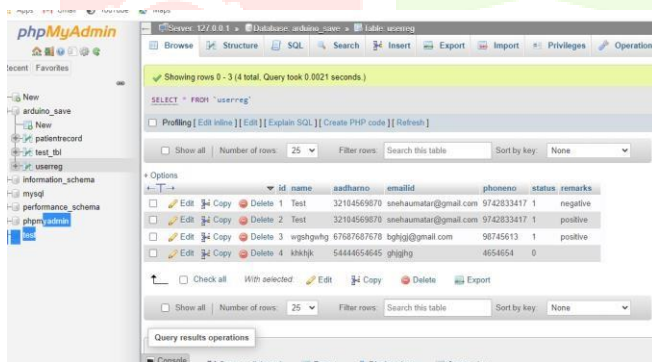 Apps Gmail YouTube Maps
phpMyAdmin
Recent Favorites
New
arduino_save
New
patientrecord
test_tbl
userreg
information_schema
mysql
performance_schema
phpmyadmin
test
Server: 127.0.0.1 » Database: arduino_save » Table: userreg
Browse Structure SQL Search Insert Export Import Privileges Operation
Showing rows 0 - 3 (4 total, Query took 0.0021 seconds.)
SELECT * FROM `userreg`
Profiling [ Edit inline ] [ Edit ] [ Explain SQL ] [ Create PHP code ] [ Refresh ]
Show all Number of rows: 25 Filter rows: Search this table Sort by key: None
+ Options
id name aadharno emailid phoneno status remarks
Edit Copy Delete 1 Test 32104569870 snehaumatar@gmail.com 9742833417 1 negative
Edit Copy Delete 2 Test 32104569870 snehaumatar@gmail.com 9742833417 1 positive
Edit Copy Delete 3 wgshgwhg 67687687678 bghjgj@gmail.com 98745613 1 positive
Edit Copy Delete 4 khkhjk 54444654645 ghjgjhg 4654654 0
Check all With selected: Edit Copy Delete Export
Show all Number of rows: 25 Filter rows: Search this table Sort by key: None
Query results operations
Console